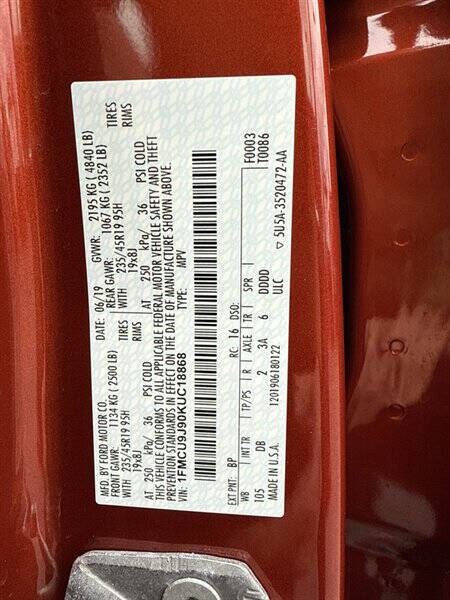 MFD. BY FORD MOTOR CO. DATE: 06/19 GVWR: 2195 KG ( 4840 LB)
FRONT GAWR: 1134 KG ( 2500 LB) REAR GAWR: 1067 KG ( 2352 LB)
WITH 235/45R19 95H TIRES WITH 235/45R19 95H TIRES
19x8J RIMS 19x8J RIMS
AT 250 kPa/ 36 PSI COLD AT 250 kPa/ 36 PSI COLD
THIS VEHICLE CONFORMS TO ALL APPLICABLE FEDERAL MOTOR VEHICLE SAFETY AND THEFT
PREVENTION STANDARDS IN EFFECT ON THE DATE OF MANUFACTURE SHOWN ABOVE.
VIN: 1FMCU9J90KUC18868 TYPE: MPV
F0003
T0086
EXT PNT: BP RC: 16 DSO:
WB INT TR TP/PS R AXLE TR SPR
105 DB 2 3A 6 DDDD
▽ 5U5A-3520472-AA
MADE IN U.S.A. 1201906180122 ULC